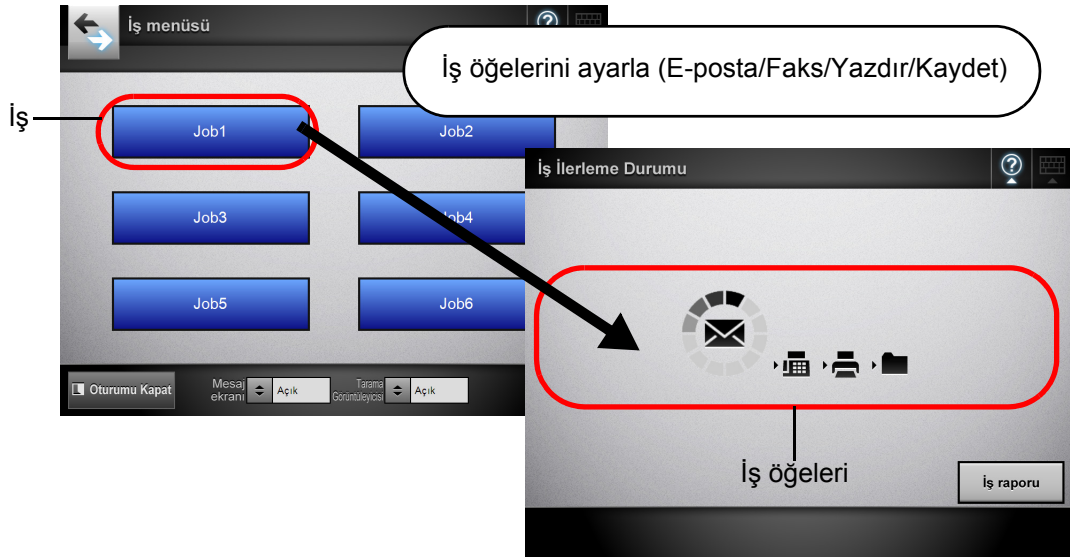 İş menüsü
?
İş öğelerini ayarla (E-posta/Faks/Yazdır/Kaydet)
İş
Job1
Job2
Job3
Job4
Job5
Job6
Oturumu Kapat
Mesaj
ekranı
Açık
Tarama
Görüntüleyicisi
Açık
İş İlerleme Durumu
?
İş öğeleri
İş raporu